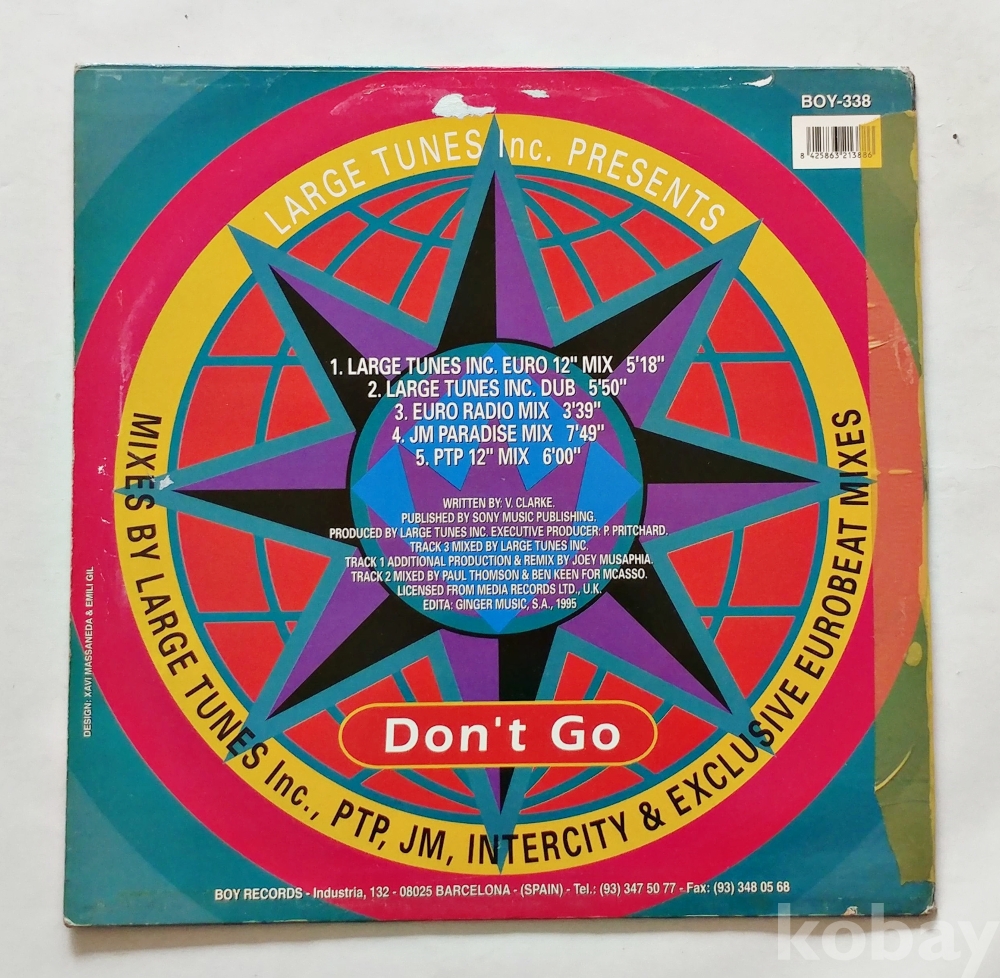 BOY-338
8 425863 213886
LARGE TUNES Inc. PRESENTS
1. LARGE TUNES INC. EURO 12" MIX 5'18"
2. LARGE TUNES INC. DUB 5'50"
3. EURO RADIO MIX 3'39"
4. JM PARADISE MIX 7'49"
5. PTP 12" MIX 6'00"
WRITTEN BY: V. CLARKE.
PUBLISHED BY SONY MUSIC PUBLISHING.
PRODUCED BY LARGE TUNES INC. EXECUTIVE PRODUCER: P. PRITCHARD.
TRACK 3 MIXED BY LARGE TUNES INC.
TRACK 1 ADDITIONAL PRODUCTION & REMIX BY JOEY MUSAPHIA.
TRACK 2 MIXED BY PAUL THOMSON & BEN KEEN FOR MCASSO.
LICENSED FROM MEDIA RECORDS LTD., U.K.
EDITA: GINGER MUSIC, S.A., 1995
Don't Go
MIXES BY LARGE TUNES Inc., PTP, JM, INTERCITY & EXCLUSIVE EUROBEAT MIXES
DESIGN: XAVI MASSANEDA & EMILI GIL
BOY RECORDS - Industria, 132 - 08025 BARCELONA - (SPAIN) - Tel.: (93) 347 50 77 - Fax: (93) 348 05 68
kobay